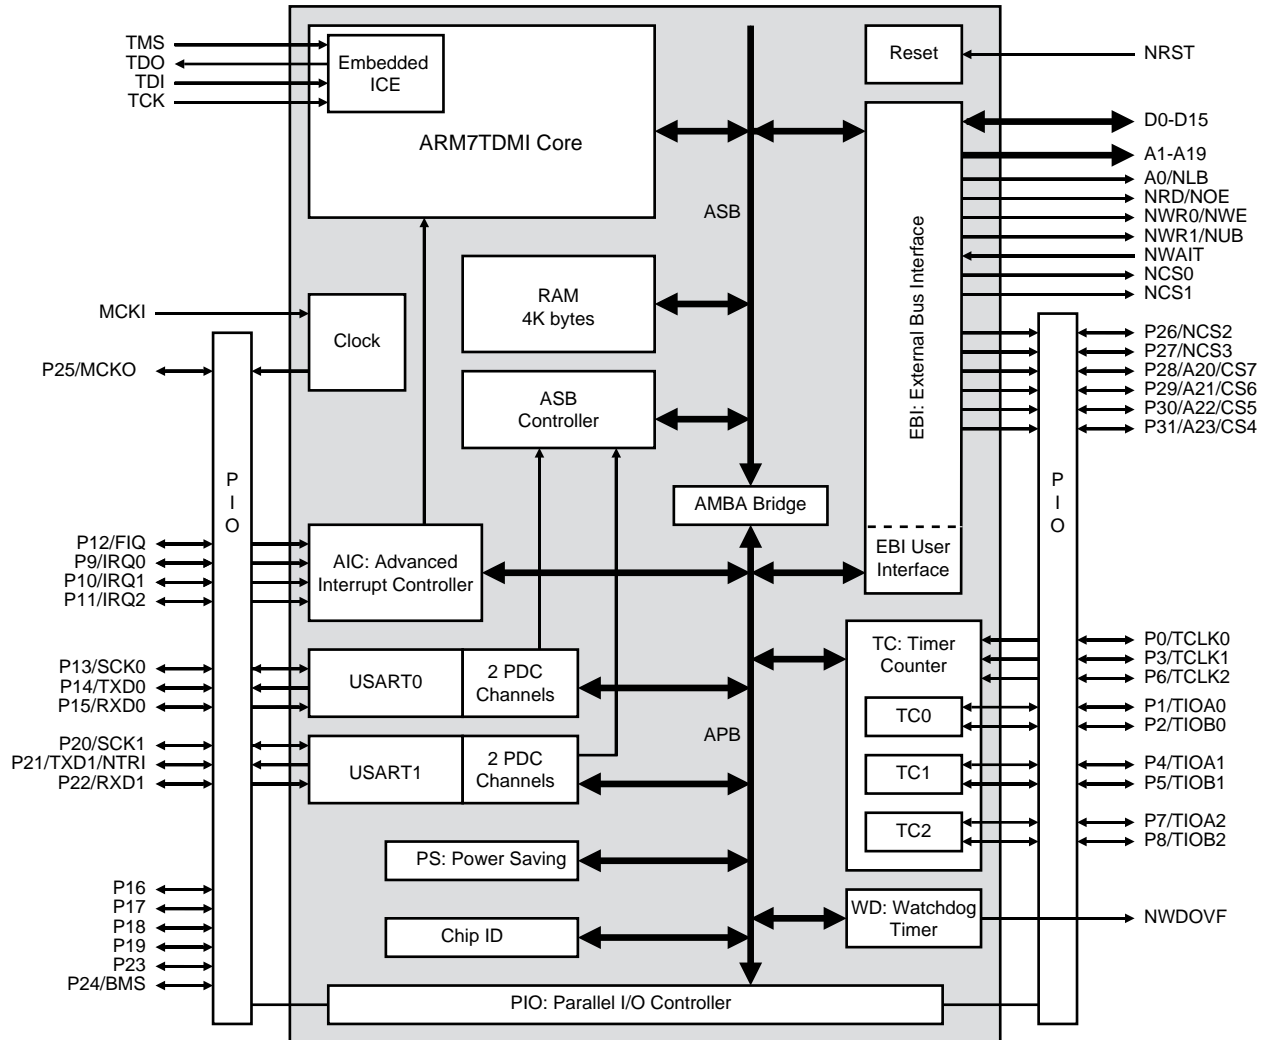 TMS
TDO
TDI
TCK
Embedded
ICE
ARM7TDMI Core
Reset
NRST
D0-D15
A1-A19
A0/NLB
NRD/NOE
NWR0/NWE
NWR1/NUB
NWAIT
NCS0
NCS1
ASB
EBI: External Bus Interface
RAM
4K bytes
MCKI
Clock
P25/MCKO
ASB
Controller
P26/NCS2
P27/NCS3
P28/A20/CS7
P29/A21/CS6
P30/A22/CS5
P31/A23/CS4
P
I
O
P
I
O
AMBA Bridge
P12/FIQ
P9/IRQ0
P10/IRQ1
P11/IRQ2
AIC: Advanced
Interrupt Controller
EBI User
Interface
P13/SCK0
P14/TXD0
P15/RXD0
USART0
2 PDC
Channels
TC: Timer
Counter
P0/TCLK0
P3/TCLK1
P6/TCLK2
TC0
P1/TIOA0
P2/TIOB0
APB
P20/SCK1
P21/TXD1/NTRI
P22/RXD1
USART1
2 PDC
Channels
TC1
P4/TIOA1
P5/TIOB1
TC2
P7/TIOA2
P8/TIOB2
PS: Power Saving
P16
P17
P18
P19
P23
P24/BMS
Chip ID
WD: Watchdog
Timer
NWDOVF
PIO: Parallel I/O Controller